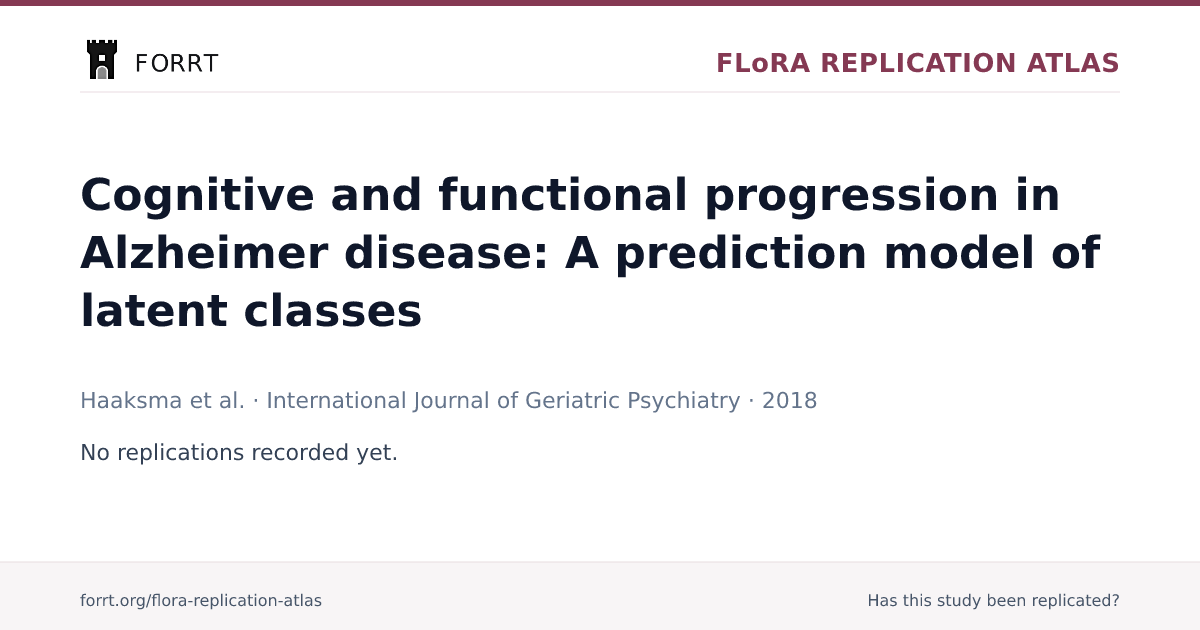 FORRT
FLoRA REPLICATION ATLAS
Cognitive and functional progression in
Alzheimer disease: A prediction model of
latent classes
Haaksma et al. · International Journal of Geriatric Psychiatry · 2018
No replications recorded yet.
forrt.org/flora-replication-atlas
Has this study been replicated?